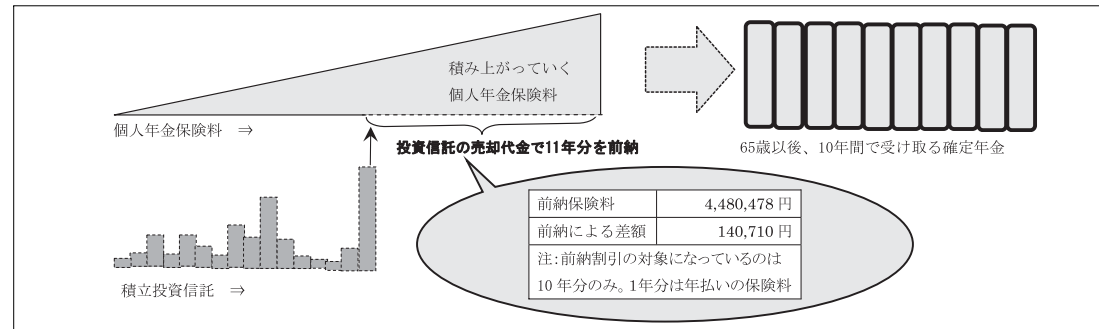 積み上がっていく
個人年金保険料
個人年金保険料　⇒
投資信託の売却代金で11年分を前納
65歳以後、10年間で受け取る確定年金
前納保険料　4,480,478 円
前納による差額　140,710 円
注:前納割引の対象になっているのは
10 年分のみ。1年分は年払いの保険料
積立投資信託　⇒